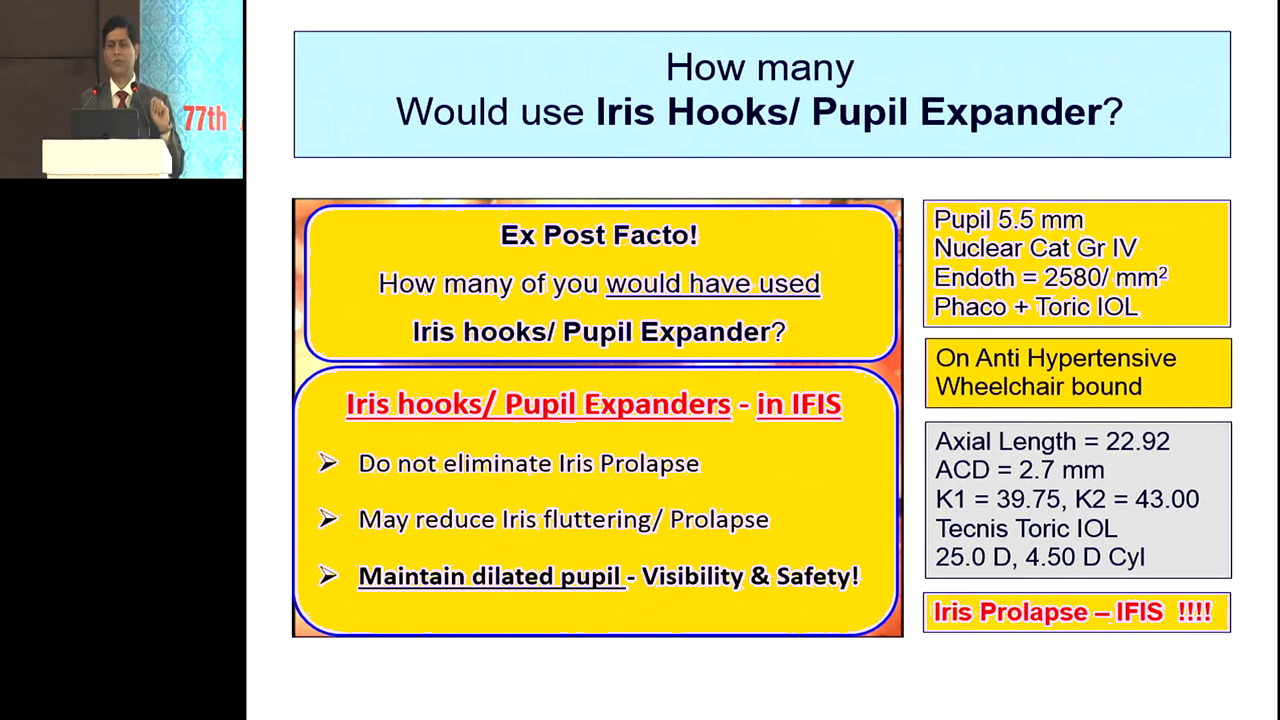 77th
How many
Would use Iris Hooks/ Pupil Expander?
Ex Post Facto!
How many of you would have used
Iris hooks/ Pupil Expander?
Iris hooks/ Pupil Expanders - in IFIS
➢ Do not eliminate Iris Prolapse
➢ May reduce Iris fluttering/ Prolapse
➢ Maintain dilated pupil - Visibility & Safety!
Pupil 5.5 mm
Nuclear Cat Gr IV
Endoth = 2580/ mm²
Phaco + Toric IOL
On Anti Hypertensive
Wheelchair bound
Axial Length = 22.92
ACD = 2.7 mm
K1 = 39.75, K2 = 43.00
Tecnis Toric IOL
25.0 D, 4.50 D Cyl
Iris Prolapse – IFIS !!!!